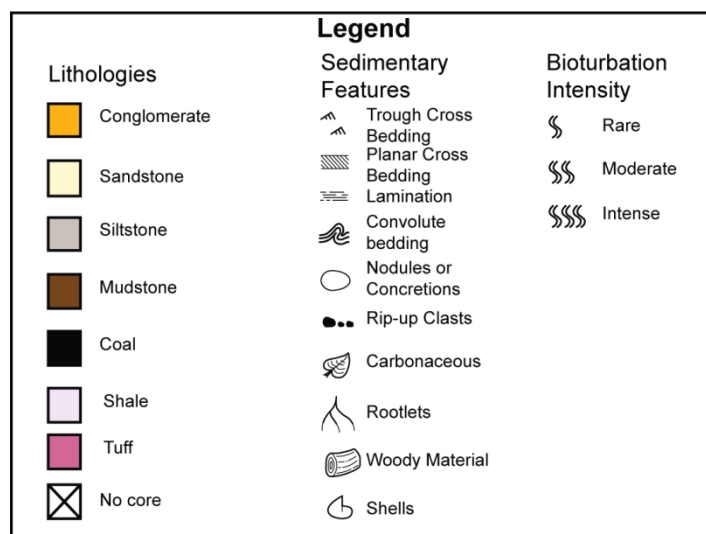 Legend
Lithologies
Conglomerate
Sandstone
Siltstone
Mudstone
Coal
Shale
Tuff
No core
Sedimentary
Features
Trough Cross
Bedding
Planar Cross
Bedding
Lamination
Convolute
bedding
Nodules or
Concretions
Rip-up Clasts
Carbonaceous
Rootlets
Woody Material
Shells
Bioturbation
Intensity
Rare
Moderate
Intense